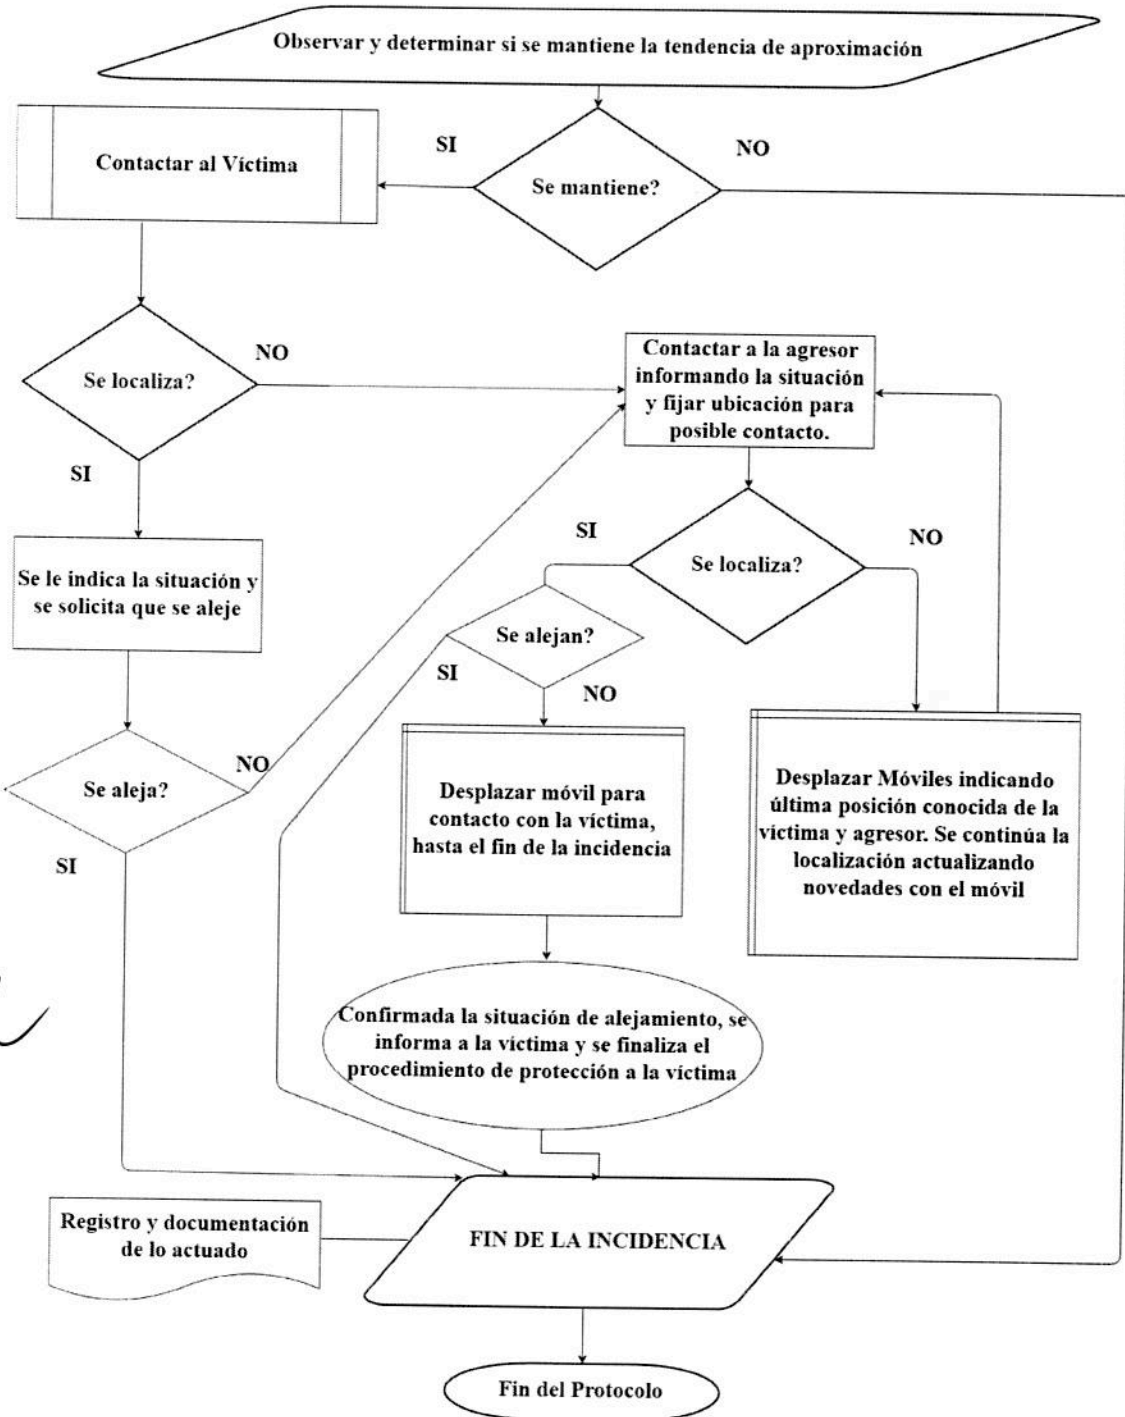 Observar y determinar si se mantiene la tendencia de aproximación
SI
NO
Contactar al Víctima
Se mantiene?
Se localiza?
NO
SI
Contactar a la agresor
informando la situación
y fijar ubicación para
posible contacto.
Se le indica la situación y
se solicita que se aleje
SI
NO
Se localiza?
Se alejan?
SI
NO
Se aleja?
NO
SI
Desplazar móvil para
contacto con la víctima,
hasta el fin de la incidencia
Desplazar Móviles indicando
última posición conocida de la
víctima y agresor. Se continúa la
localización actualizando
novedades con el móvil
Confirmada la situación de alejamiento, se
informa a la víctima y se finaliza el
procedimiento de protección a la víctima
Registro y documentación
de lo actuado
FIN DE LA INCIDENCIA
Fin del Protocolo